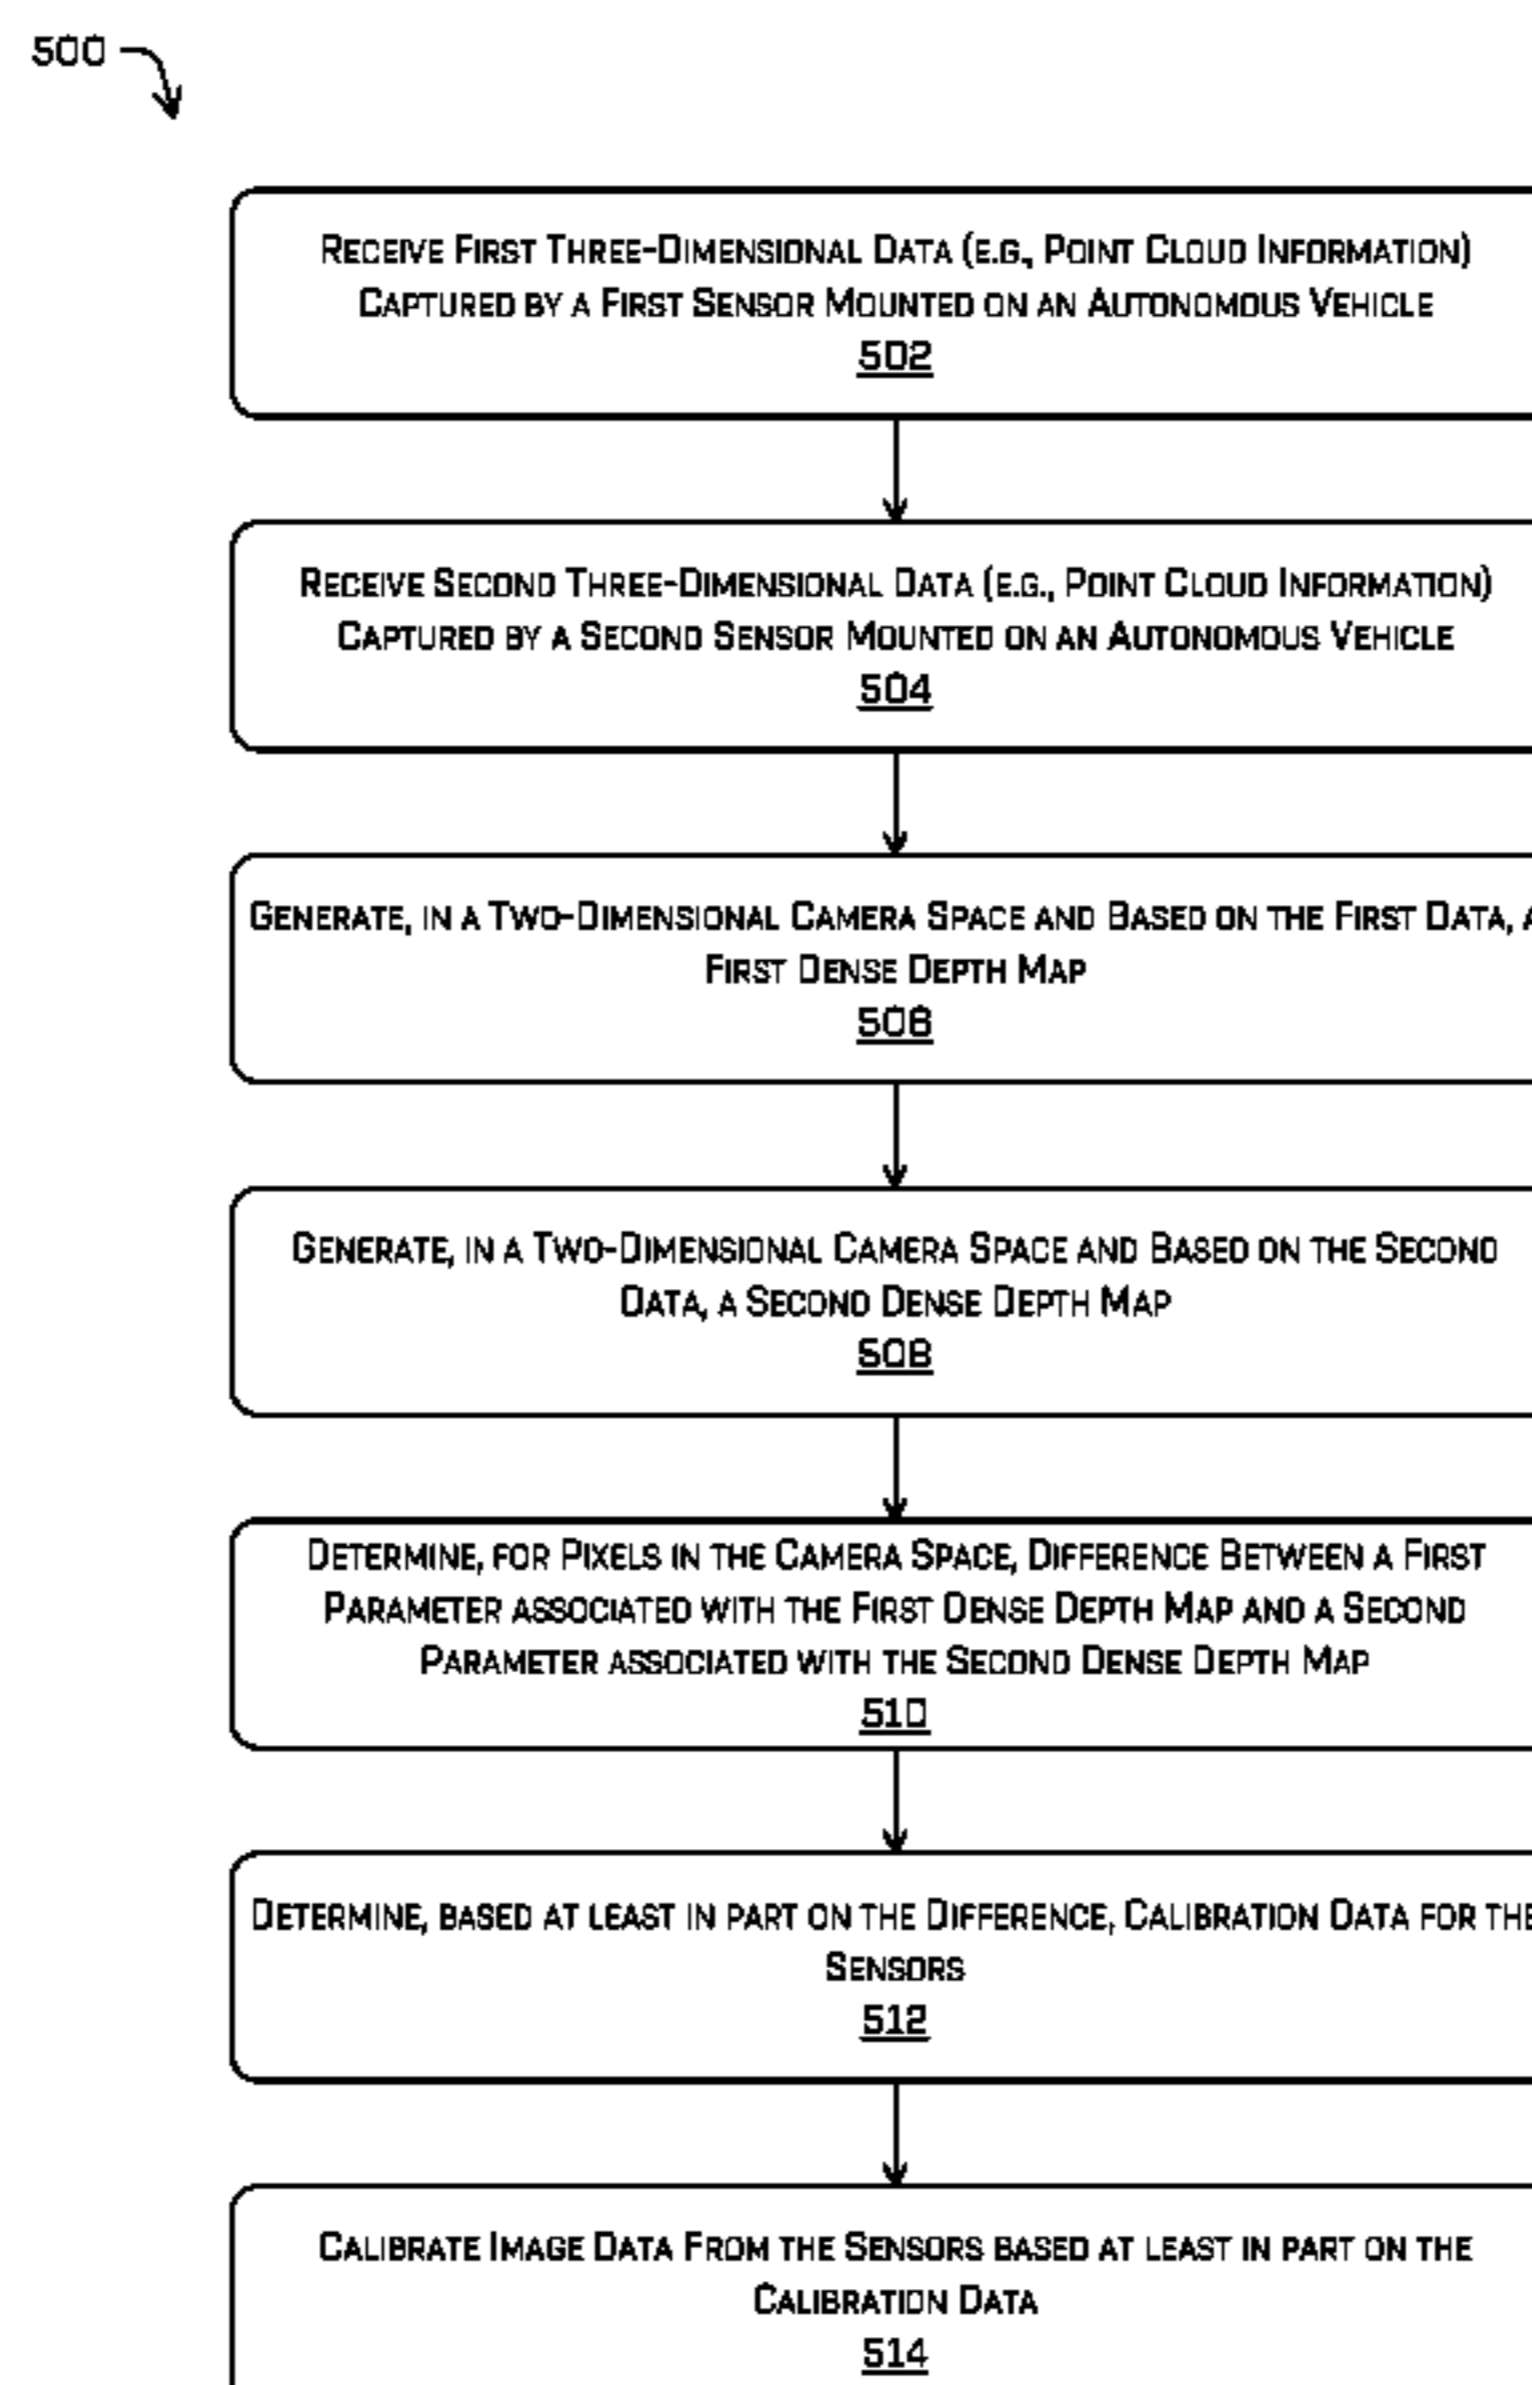 500
Receive First Three-Dimensional Data (e.g., Point Cloud Information)
Captured by a First Sensor Mounted on an Autonomous Vehicle
502
Receive Second Three-Dimensional Data (e.g., Point Cloud Information)
Captured by a Second Sensor Mounted on an Autonomous Vehicle
504
Generate, in a Two-Dimensional Camera Space and Based on the First Data, a
First Dense Depth Map
506
Generate, in a Two-Dimensional Camera Space and Based on the Second
Data, a Second Dense Depth Map
508
Determine, for Pixels in the Camera Space, Difference Between a First
Parameter associated with the First Dense Depth Map and a Second
Parameter associated with the Second Dense Depth Map
510
Determine, based at least in part on the Difference, Calibration Data for the
Sensors
512
Calibrate Image Data From the Sensors based at least in part on the
Calibration Data
514